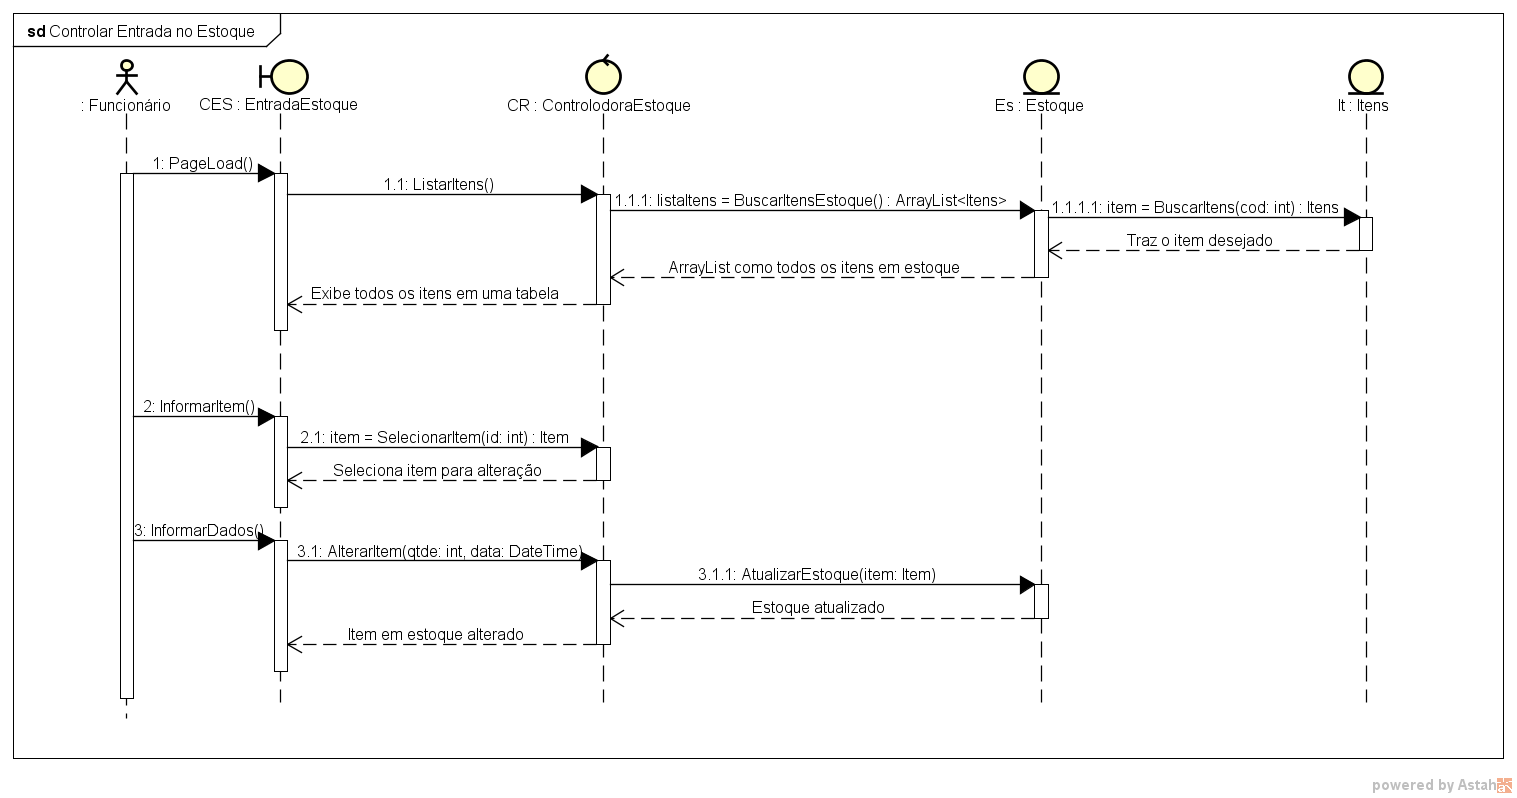 sd Controlar Entrada no Estoque
: Funcionário
CES : EntradaEstoque
CR : ControlodoraEstoque
Es : Estoque
It : Itens
1: PageLoad()
1.1: ListarItens()
1.1.1: listaItens = BuscarItensEstoque() : ArrayList<Itens>
1.1.1.1: item = BuscarItens(cod: int) : Itens
Traz o item desejado
ArrayList como todos os itens em estoque
Exibe todos os itens em uma tabela
2: InformarItem()
2.1: item = SelecionarItem(id: int) : Item
Seleciona item para alteração
3: InformarDados()
3.1: AlterarItem(qtde: int, data: DateTime)
3.1.1: AtualizarEstoque(item: Item)
Estoque atualizado
Item em estoque alterado
powered by Astah